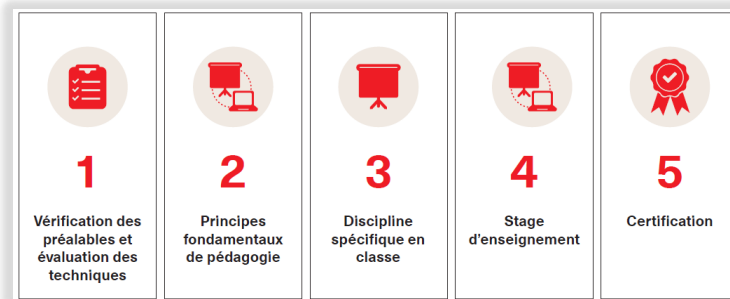 1
Vérification des
préalables et
évaluation des
techniques
2
Principes
fondamentaux
de pédagogie
3
Discipline
spécifique en
classe
4
Stage
d'enseignement
5
Certification